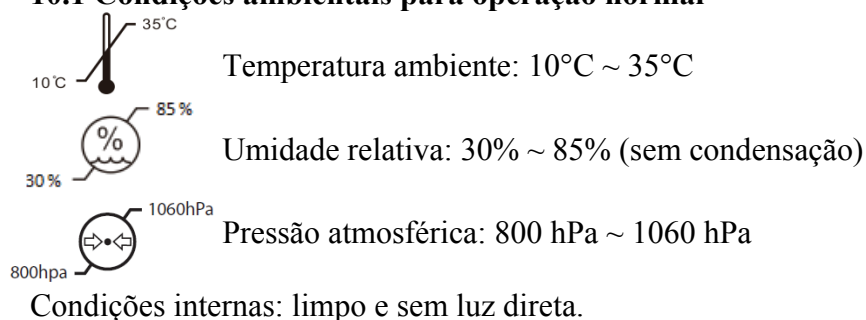 10.1 Condições ambientais para operação normal
35°C
10°C
Temperatura ambiente: 10°C ~ 35°C
85%
%
30%
Umidade relativa: 30% ~ 85% (sem condensação)
1060hPa
800hpa
Pressão atmosférica: 800 hPa ~ 1060 hPa
Condições internas: limpo e sem luz direta.